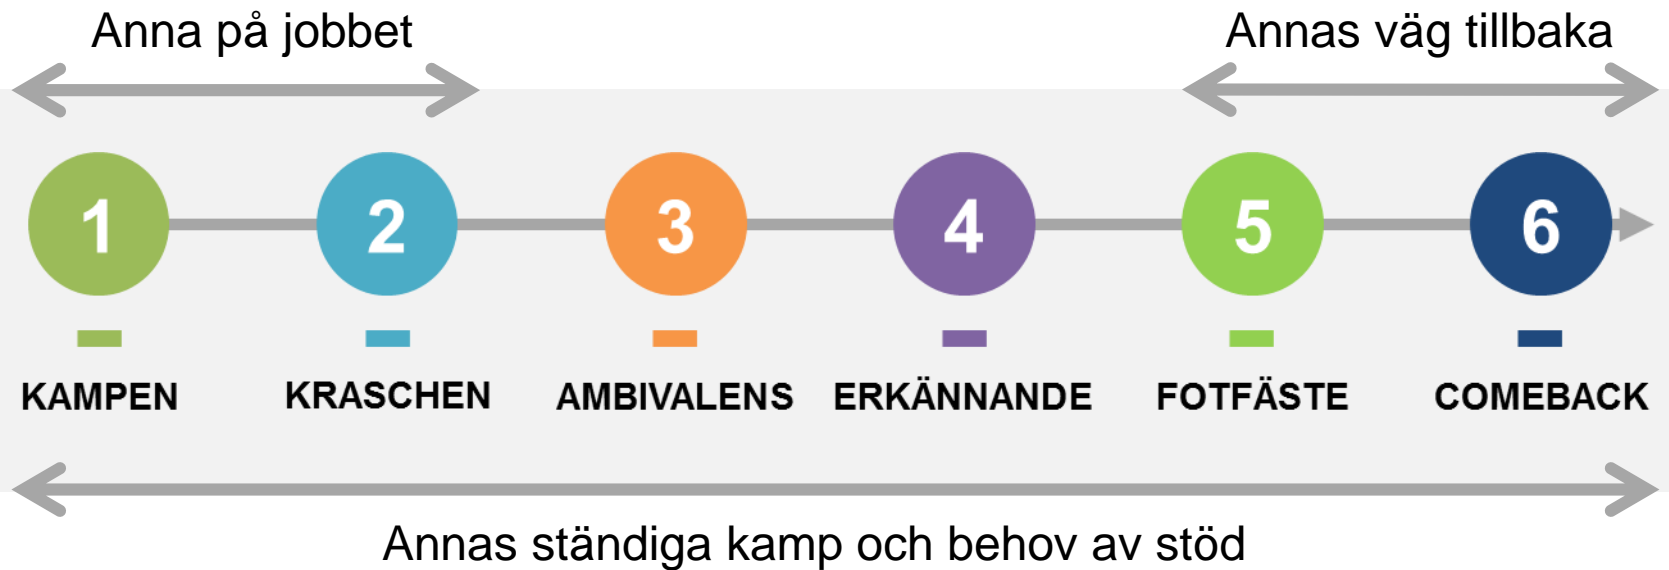 Anna på jobbet
Annas väg tillbaka
1 2 3 4 5 6
KAMPEN KRASCHEN AMBIVALENS ERKÄNNANDE FOTFÄSTE COMEBACK
Annas ständiga kamp och behov av stöd